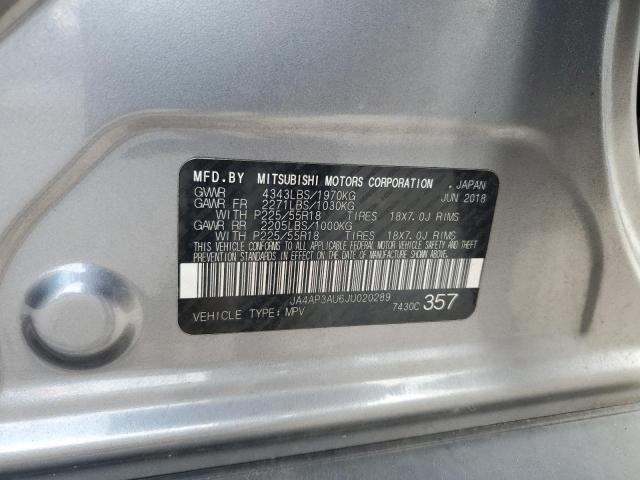 MFD.BY MITSUBISHI MOTORS CORPORATION . JAPAN
GVWR 4343LBS/1970KG JUN 2018
GAWR FR 2271LBS/1030KG
WITH P225/55R18 TIRES 18X7.0J RIMS
GAWR RR 2205LBS/1000KG
WITH P225/55R18 TIRES 18X7.0J RIMS
THIS VEHICLE CONFORMS TO ALL APPLICABLE FEDERAL MOTOR VEHICLE SAFETY AND
THEFT PREVENTION STANDARDS IN EFFECT ON THE DATE OF MANUFACTURE SHOWN ABOVE.
JA4AP3AU6JU020289
VEHICLE TYPE: MPV 7430C 357